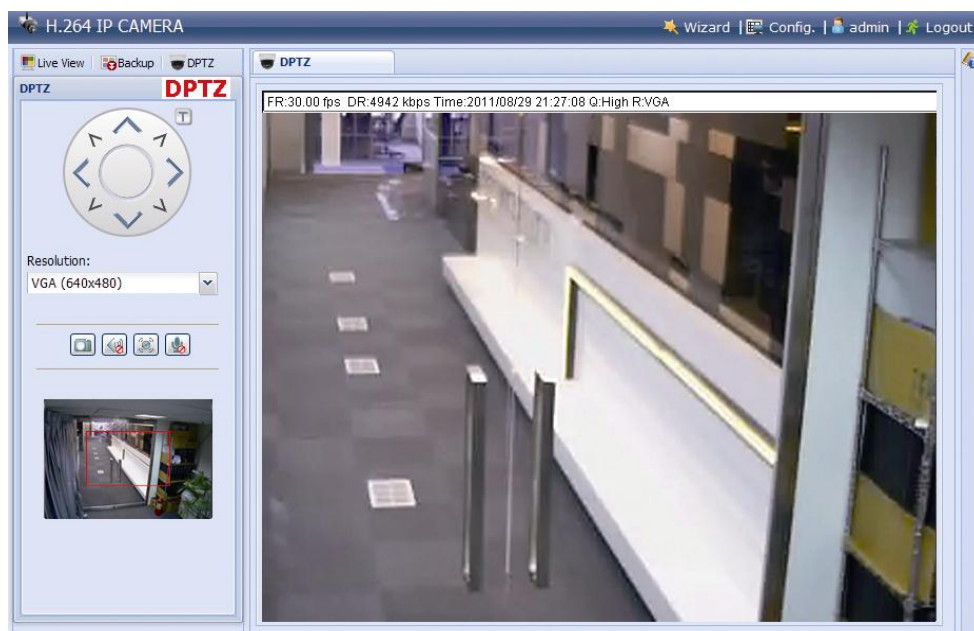 H.264 IP CAMERA
Wizard | Config. | admin | Logout
Live View Backup DPTZ
DPTZ
DPTZ DPTZ
T
FR:30.00 fps DR:4942 kbps Time:2011/08/29 21:27:08 Q:High R:VGA
Resolution:
VGA (640x480)